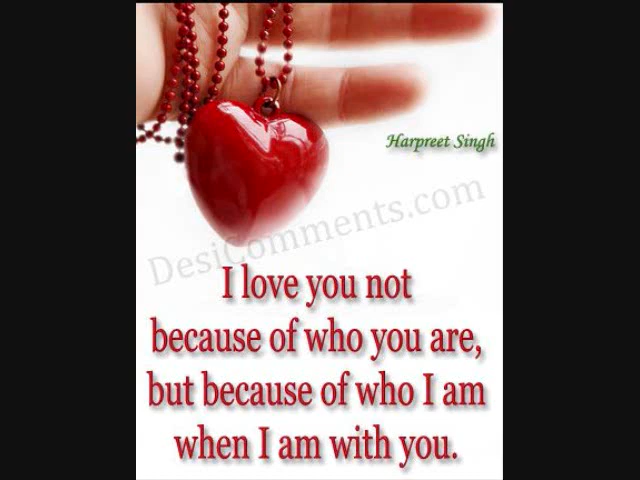 Harpreet Singh
DesiComments.com
I love you not
because of who you are,
but because of who I am
when I am with you.